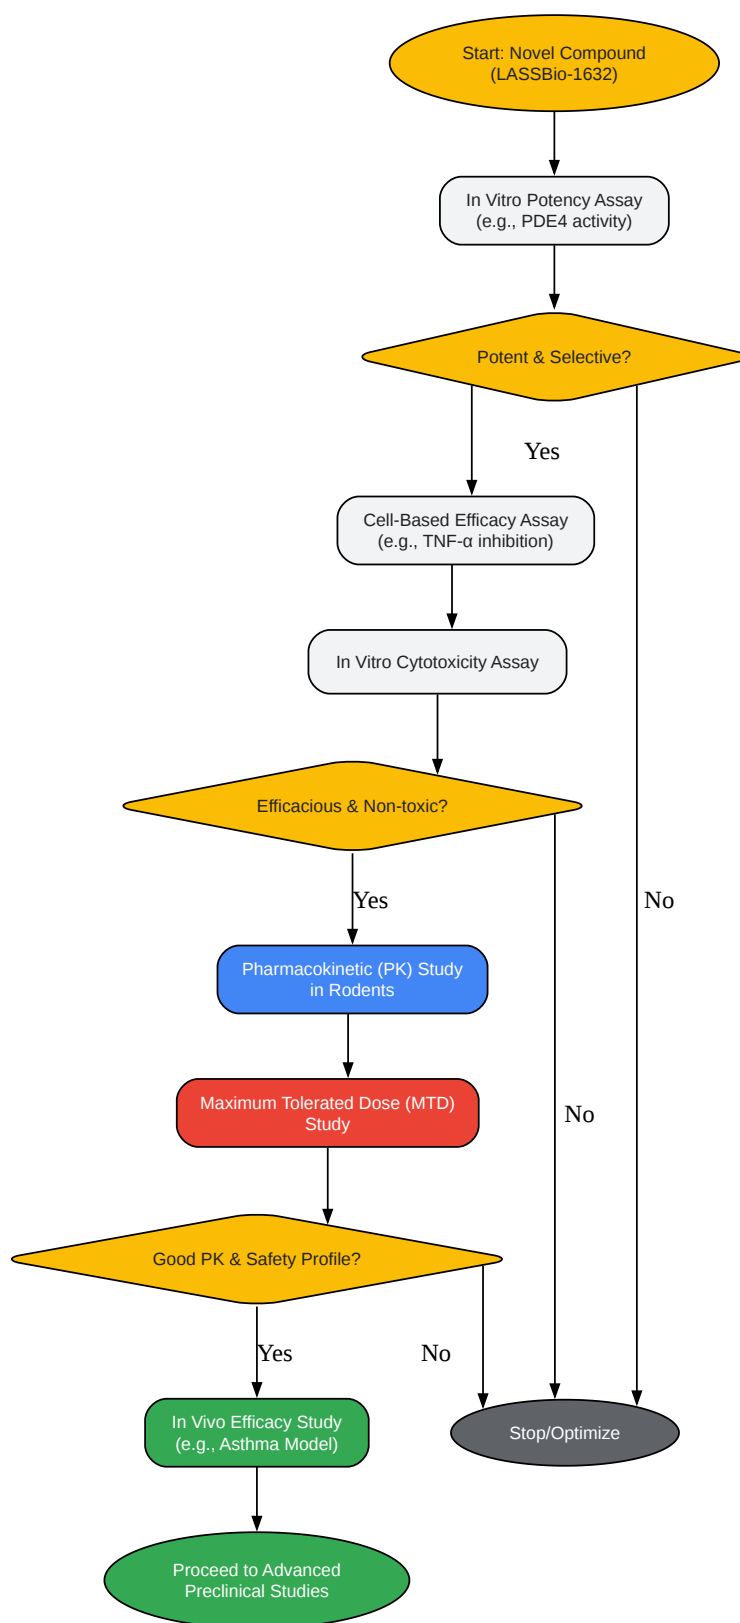 Start: Novel Compound
(LASSBio-1632)
In Vitro Potency Assay
(e.g., PDE4 activity)
Potent & Selective?
Yes
Cell-Based Efficacy Assay
(e.g., TNF-α inhibition)
In Vitro Cytotoxicity Assay
Efficacious & Non-toxic?
Yes
No
Pharmacokinetic (PK) Study
in Rodents
Maximum Tolerated Dose (MTD)
Study
No
Good PK & Safety Profile?
Yes
No
In Vivo Efficacy Study
(e.g., Asthma Model)
Stop/Optimize
Proceed to Advanced
Preclinical Studies